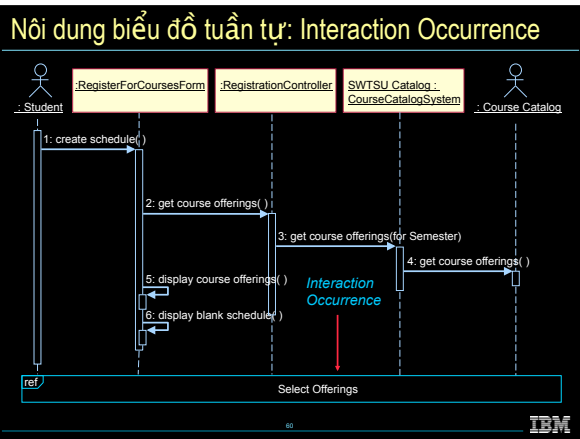 Nôi dung biểu đồ tuần tự: Interaction Occurrence
: Student
:RegisterForCoursesForm
:RegistrationController
SWTSU Catalog :
CourseCatalogSystem
: Course Catalog
1: create schedule( )
2: get course offerings( )
3: get course offerings(for Semester)
4: get course offerings( )
5: display course offerings( )
Interaction
Occurrence
6: display blank schedule( )
ref
Select Offerings
60
IBM